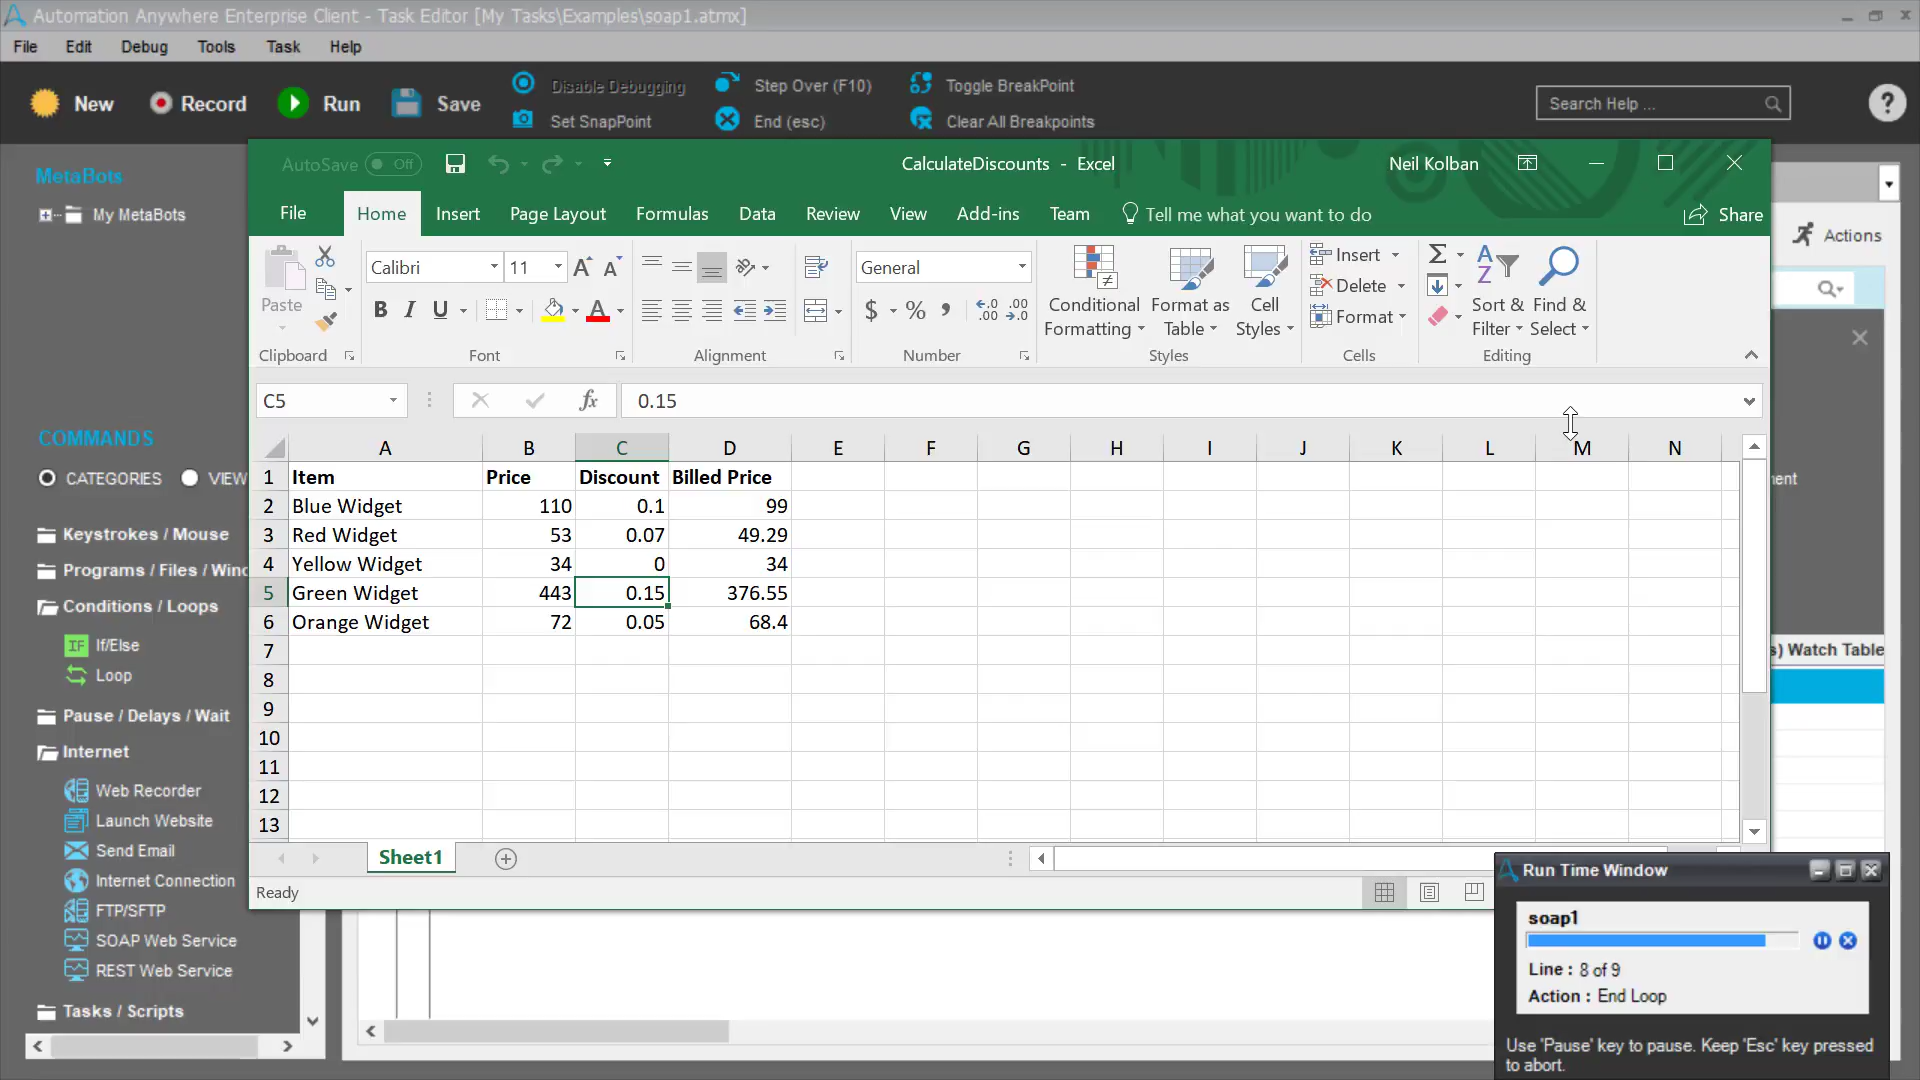 Automation Anywhere Enterprise Client - Task Editor [My Tasks\Examples\soap1.atmx]
File Edit Debug Tools Task Help
New Record Run Save
Disable Debugging Step Over (F10) Toggle BreakPoint
Set SnapPoint End (esc) Clear All Breakpoints
Search Help ...
?
MetaBots
My MetaBots
COMMANDS
CATEGORIES VIEW
Keystrokes / Mouse
Programs / Files / Wind
Conditions / Loops
IF If/Else
Loop
Pause / Delays / Wait
Internet
Web Recorder
Launch Website
Send Email
Internet Connection
FTP/SFTP
SOAP Web Service
REST Web Service
Tasks / Scripts
AutoSave Off
CalculateDiscounts - Excel
Neil Kolban
File Home Insert Page Layout Formulas Data Review View Add-ins Team Tell me what you want to do Share
Paste
Calibri 11
B I U
General
$ % ,
Conditional Formatting
Format as Table
Cell Styles
Insert
Delete
Format
Sort & Filter
Find & Select
Clipboard Font Alignment Number Styles Cells Editing
C5 fx 0.15
A B C D E F G H I J K L M N
1 Item Price Discount Billed Price
2 Blue Widget 110 0.1 99
3 Red Widget 53 0.07 49.29
4 Yellow Widget 34 0 34
5 Green Widget 443 0.15 376.55
6 Orange Widget 72 0.05 68.4
7
8
9
10
11
12
13
Sheet1
Ready
Actions
s) Watch Table
Run Time Window
soap1
Line : 8 of 9
Action : End Loop
Use 'Pause' key to pause. Keep 'Esc' key pressed
to abort.